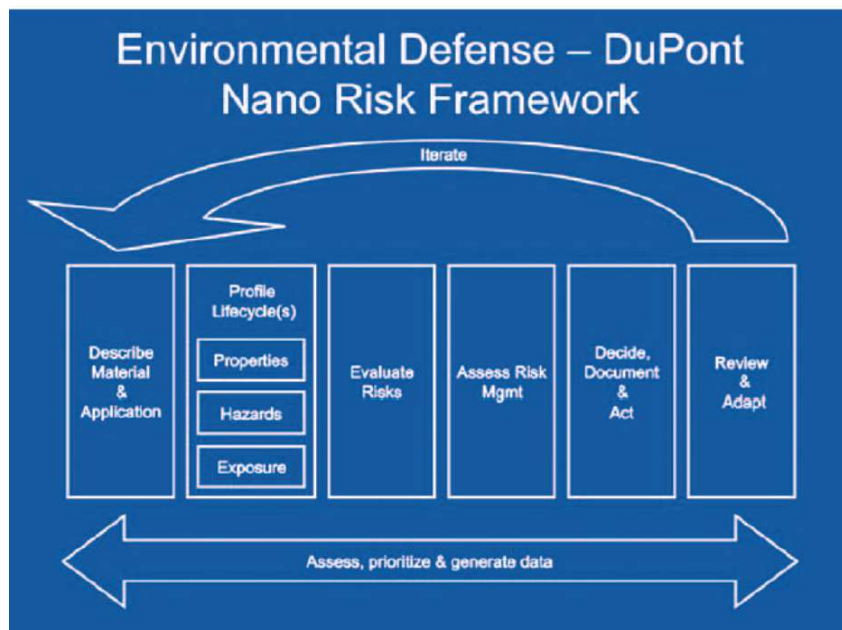 Environmental Defense – DuPont
Nano Risk Framework
Iterate
Describe
Material
&
Application
Profile
Lifecycle(s)
Properties
Hazards
Exposure
Evaluate
Risks
Assess Risk
Mgmt
Decide,
Document
&
Act
Review
&
Adapt
Assess, prioritize & generate data